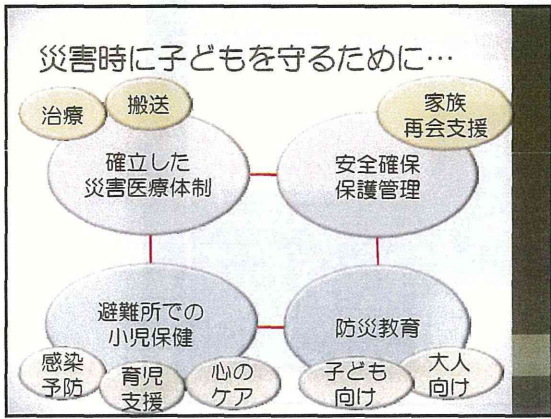 災害時に子どもを守るために…
治療
搬送
家族
再会支援
確立した
災害医療体制
安全確保
保護管理
避難所での
小児保健
防災教育
感染
予防
育児
支援
心の
ケア
子ども
向け
大人
向け